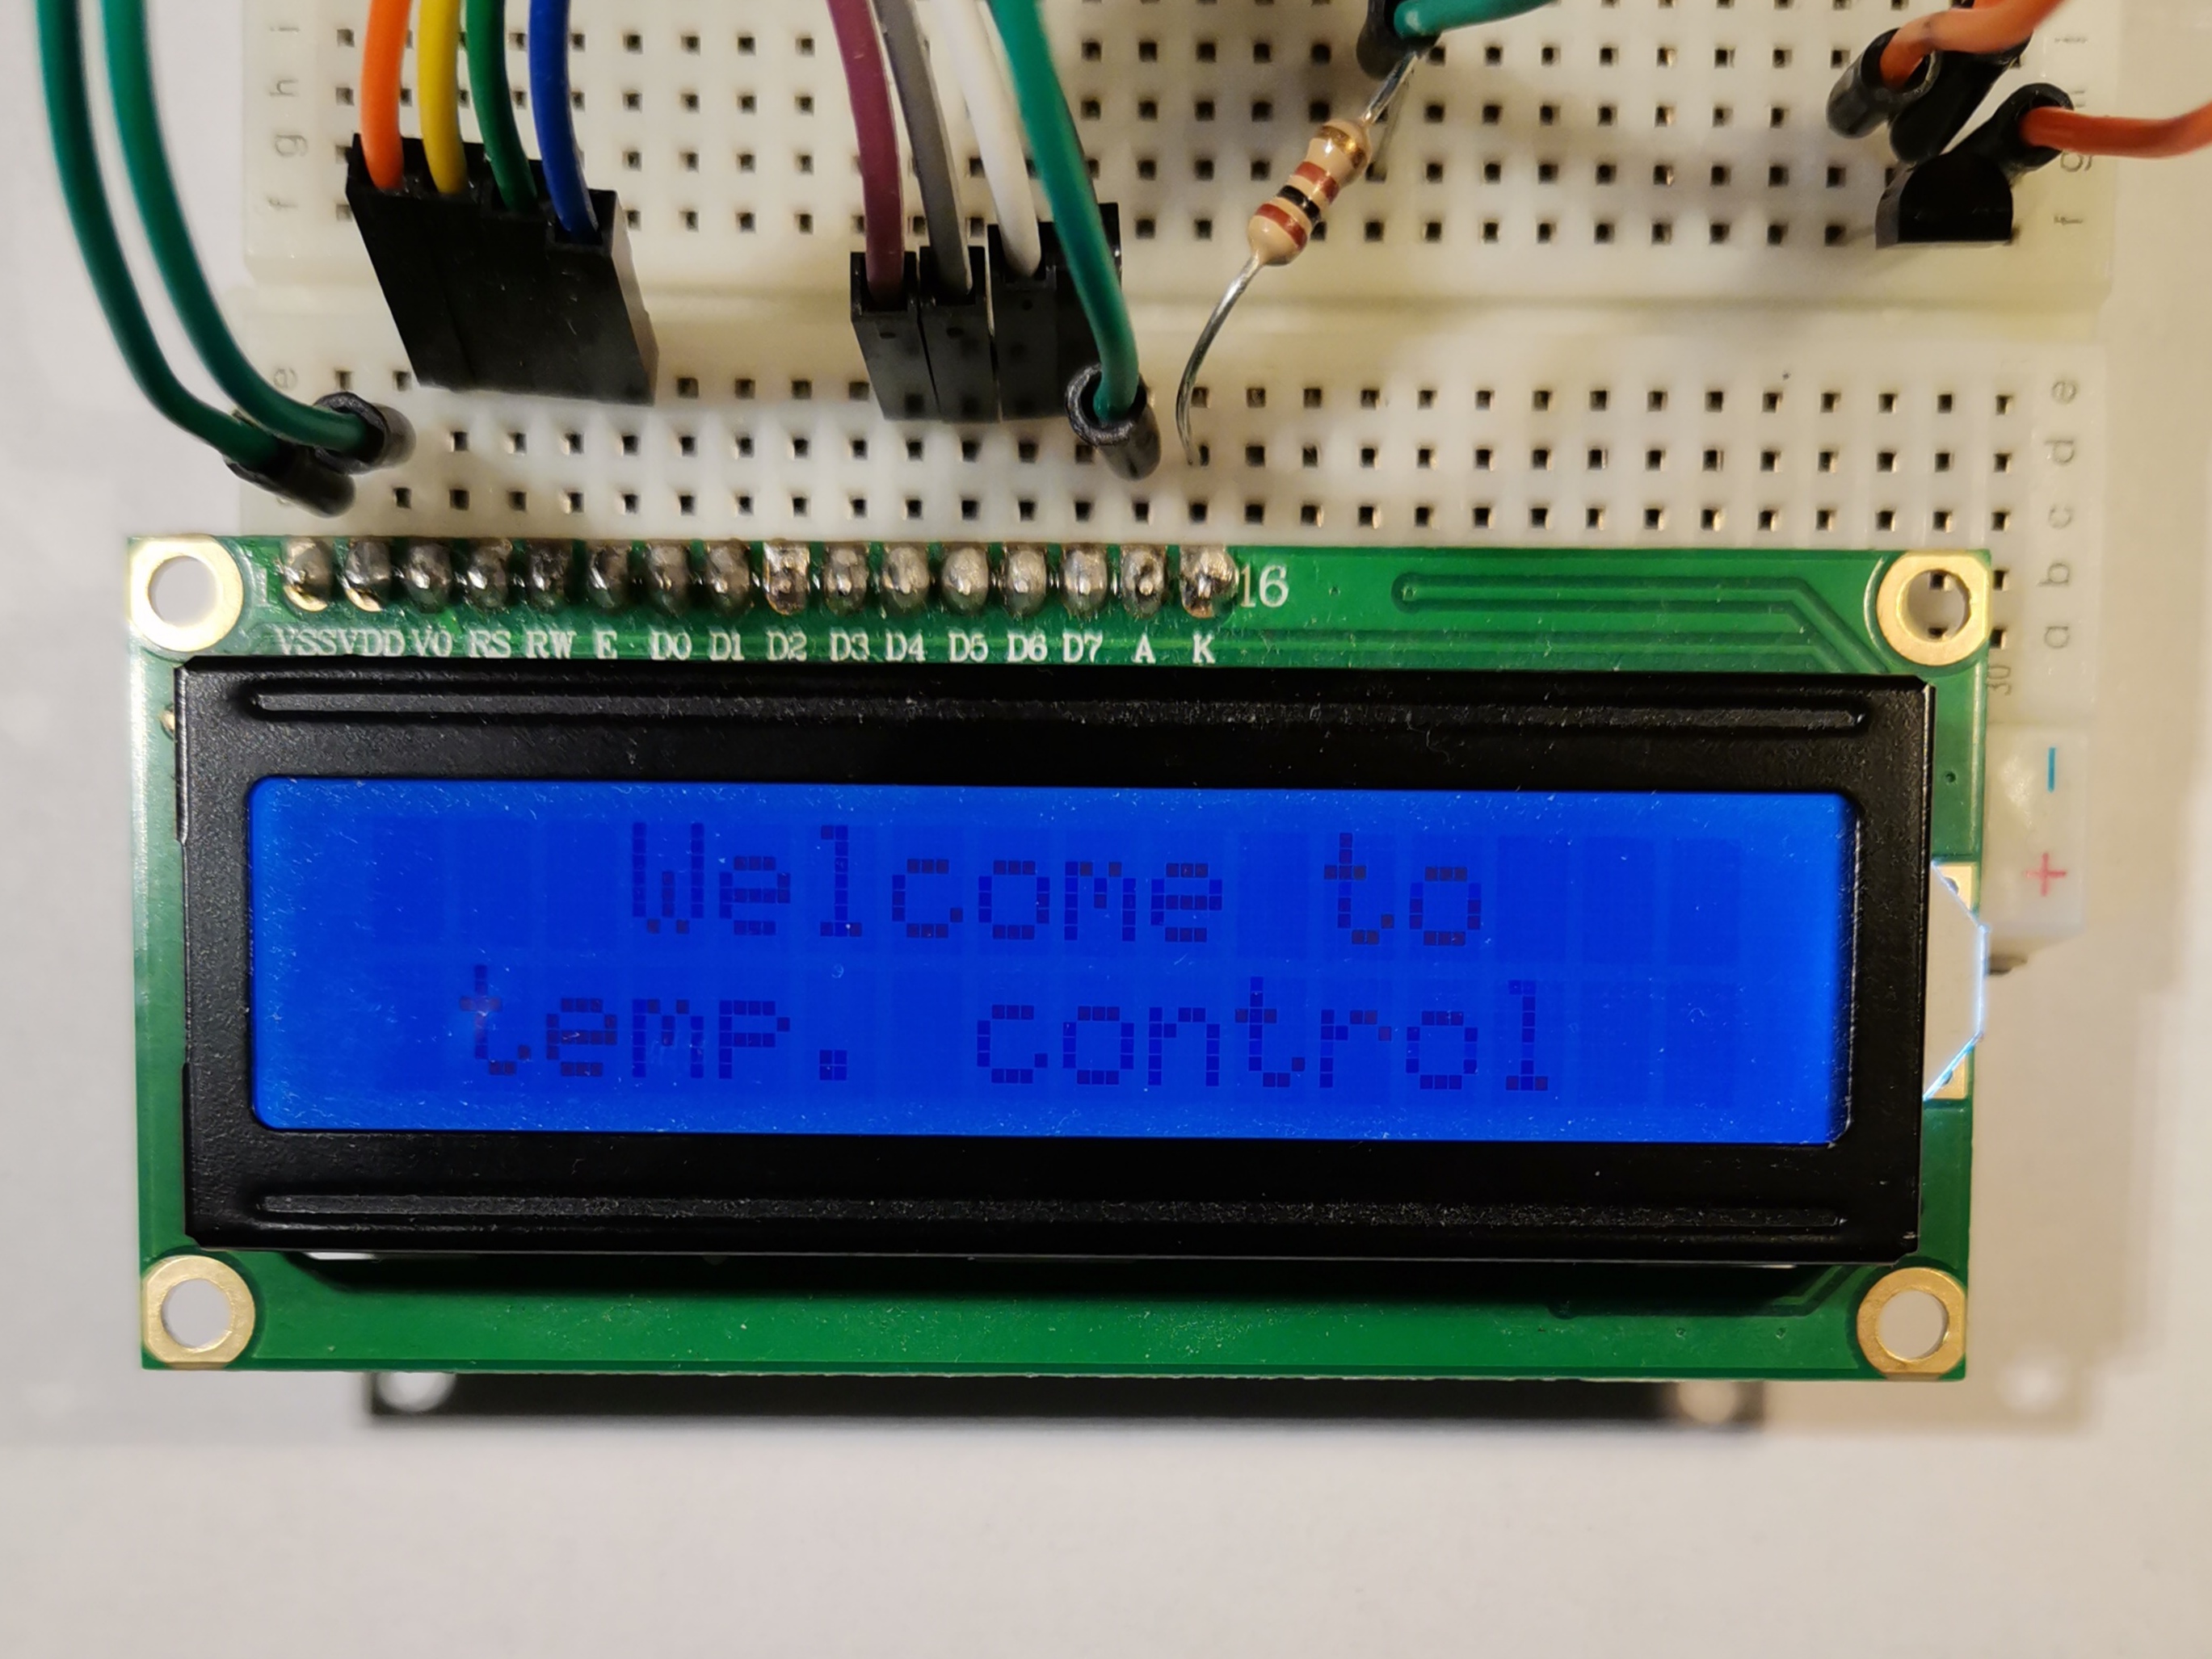 i
h
g
f
e
i
g
f
e
d
c
b
a
30
16
VSS VDD V0 RS RW E D0 D1 D2 D3 D4 D5 D6 D7 A K
Welcome to
temp. control
−
+